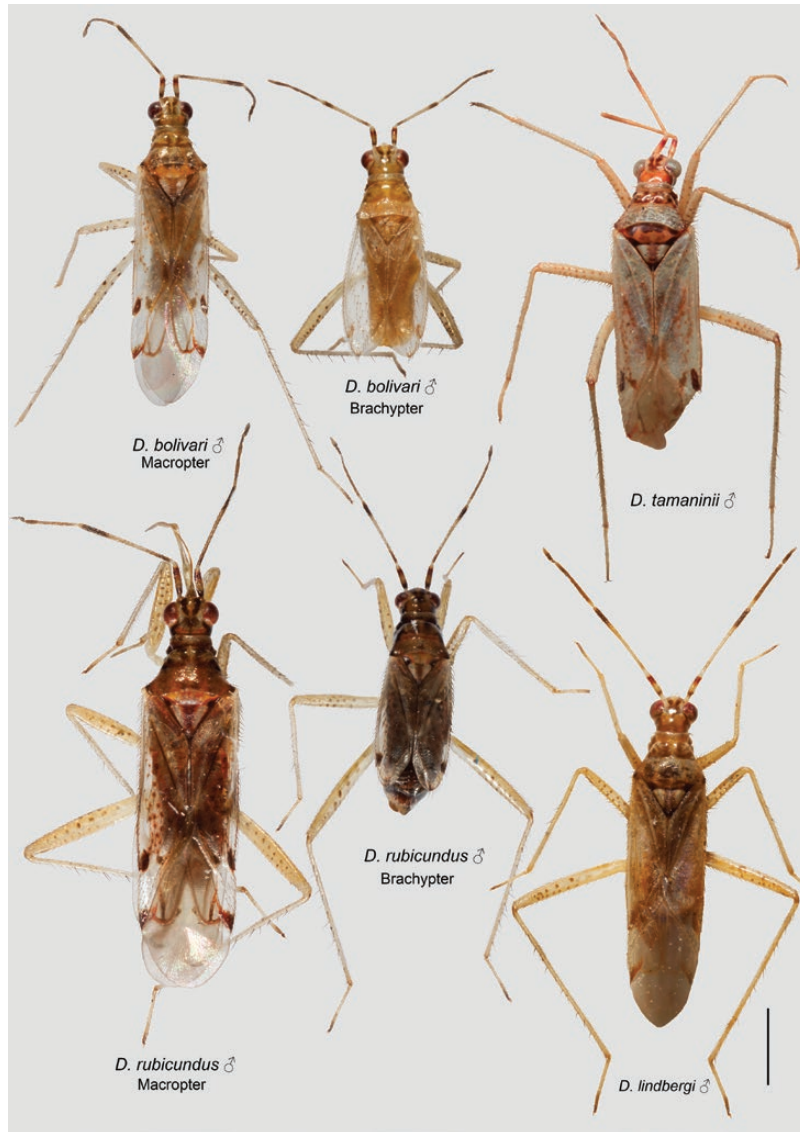 D. bolivari ♂
Macropter
D. bolivari ♂
Brachypter
D. tamaninii ♂
D. rubicundus ♂
Macropter
D. rubicundus ♂
Brachypter
D. lindbergi ♂